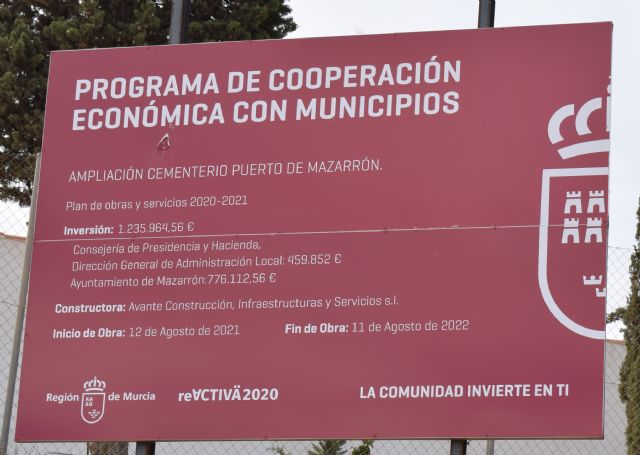 PROGRAMA DE COOPERACIÓN
ECONÓMICA CON MUNICIPIOS
AMPLIACIÓN CEMENTERIO PUERTO DE MAZARRÓN.
Plan de obras y servicios 2020-2021
Inversión: 1.235.964,56 €
Consejería de Presidencia y Hacienda,
Dirección General de Administración Local: 459.852 €
Ayuntamiento de Mazarrón:776.112,56 €
Constructora: Avante Construcción, Infraestructuras y Servicios s.l.
Inicio de Obra: 12 de Agosto de 2021 Fin de Obra: 11 de Agosto de 2022
Región de Murcia reACTIVÄ2020 LA COMUNIDAD INVIERTE EN TI